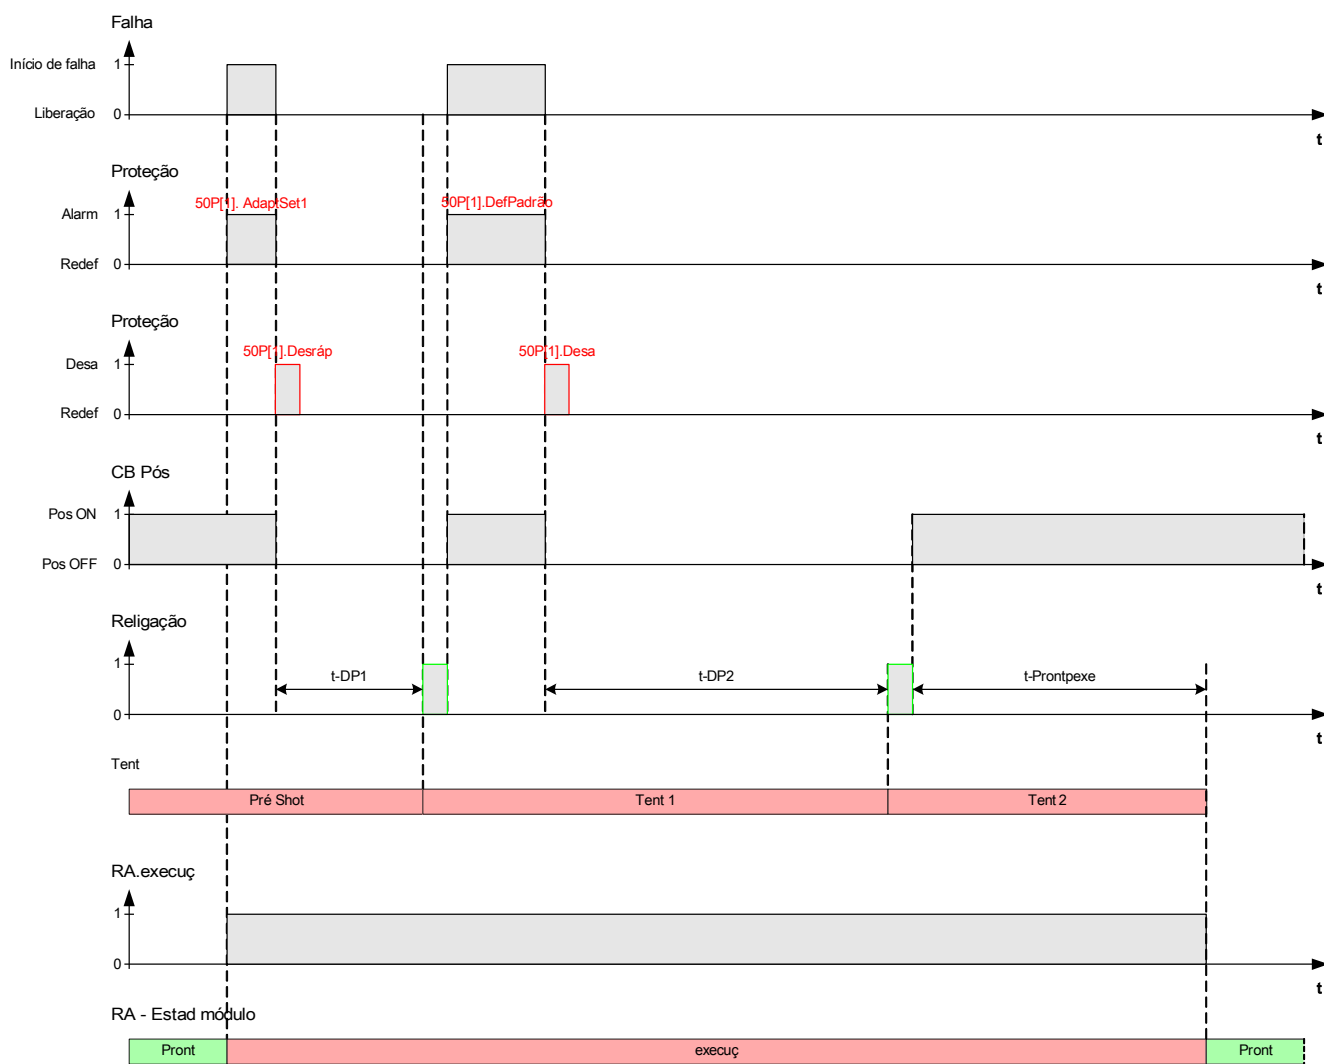 Falha
Início de falha 1
Liberação 0
t
Proteção
50P[1]. AdaptSet1 50P[1].DefPadrão
Alarm 1
Redef 0
t
Proteção
50P[1].Desráp 50P[1].Desa
Desa 1
Redef 0
t
CB Pós
Pos ON 1
Pos OFF 0
t
Religação
1
t-DP1 t-DP2 t-Prontpexe
0
t
Tent
Pré Shot Tent 1 Tent 2
RA.execuç
1
0
t
RA - Estad módulo
Pront execuç Pront